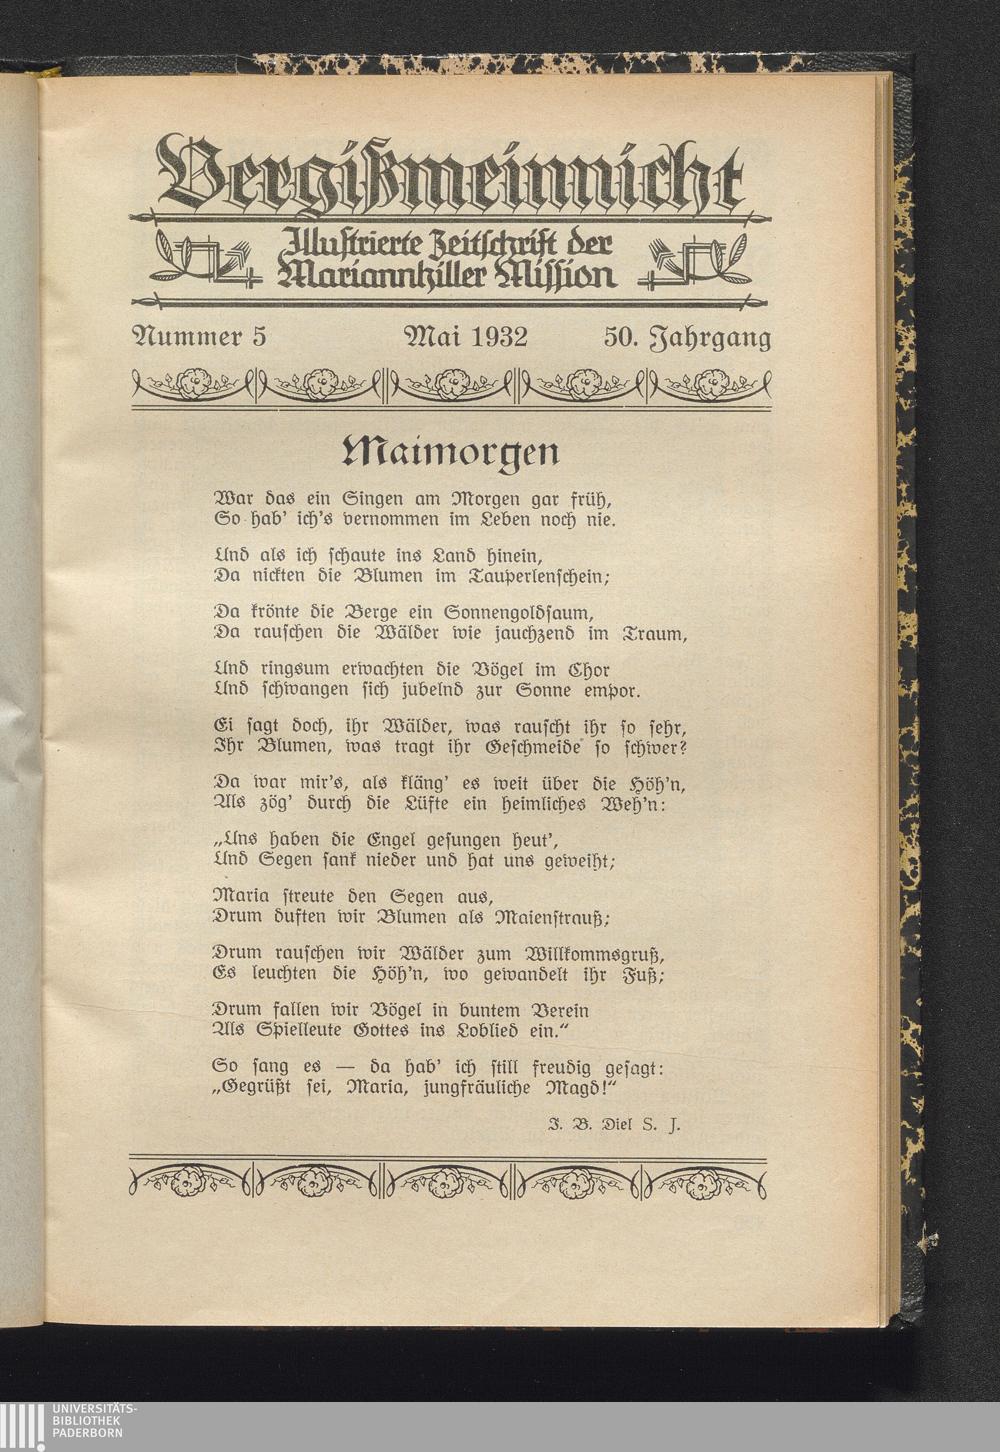 Vergißmeinnicht
Illustrierte Zeitschrift der
Mariannhiller Mission
Nummer 5 Mai 1932 50. Jahrgang
Maimorgen
War das ein Singen am Morgen gar früh,
So hab' ich's vernommen im Leben noch nie.
Und als ich schaute ins Land hinein,
Da nickten die Blumen im Tauperlenschein;
Da krönte die Berge ein Sonnengoldsaum,
Da rauschen die Wälder wie jauchzend im Traum,
Und ringsum erwachten die Vögel im Chor
Und schwangen sich jubelnd zur Sonne empor.
Ei sagt doch, ihr Wälder, was rauscht ihr so sehr,
Ihr Blumen, was tragt ihr Geschmeide so schwer?
Da war mir's, als kläng' es weit über die Höh'n,
Als zög' durch die Lüfte ein heimliches Weh'n:
„Uns haben die Engel gesungen heut',
Und Segen sank nieder und hat uns geweiht;
Maria streute den Segen aus,
Drum duften wir Blumen als Maienstrauß;
Drum rauschen wir Wälder zum Willkommsgruß,
Es leuchten die Höh'n, wo gewandelt ihr Fuß;
Drum fallen wir Vögel in buntem Verein
Als Spielleute Gottes ins Loblied ein.“
So sang es — da hab' ich still freudig gesagt:
„Gegrüßt sei, Maria, jungfräuliche Magd!“
J. B. Diel S. J.
UNIVERSITÄTS-
BIBLIOTHEK
PADERBORN